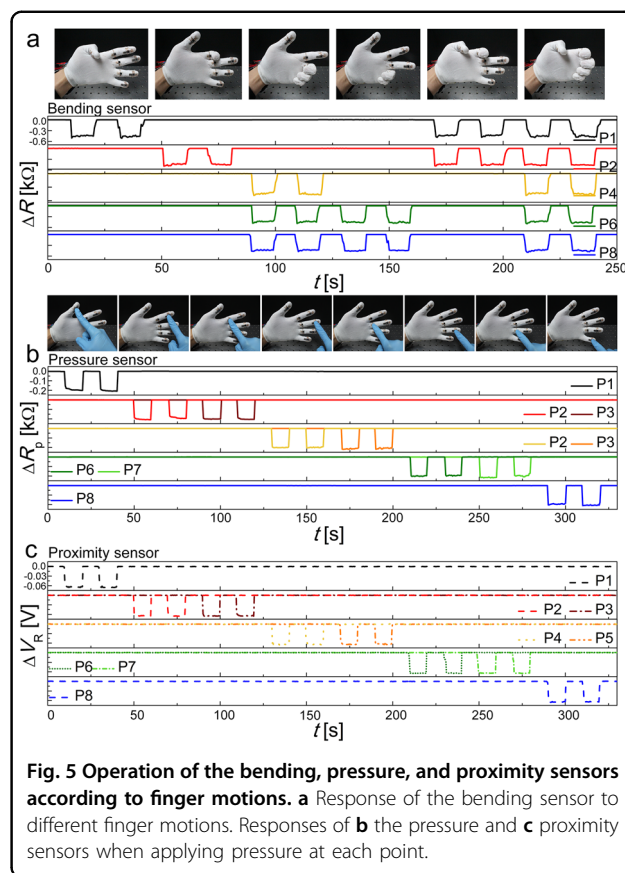 a
Bending sensor
0.0
-0.3
-0.6
P1
P2
P4
P6
P8
ΔR [kΩ]
0 50 100 150 200 250
t [s]
b
Pressure sensor
0.0
-0.1
-0.2
P1
P2 P3
P2 P3
P6 P7
P8
ΔRp [kΩ]
0 50 100 150 200 250 300
t [s]
c
Proximity sensor
0.0
-0.03
-0.06
P1
P2 P3
P4 P5
P6 P7
P8
ΔVR [V]
0 50 100 150 200 250 300
t [s]
Fig. 5 Operation of the bending, pressure, and proximity sensors
according to finger motions. a Response of the bending sensor to
different finger motions. Responses of b the pressure and c proximity
sensors when applying pressure at each point.